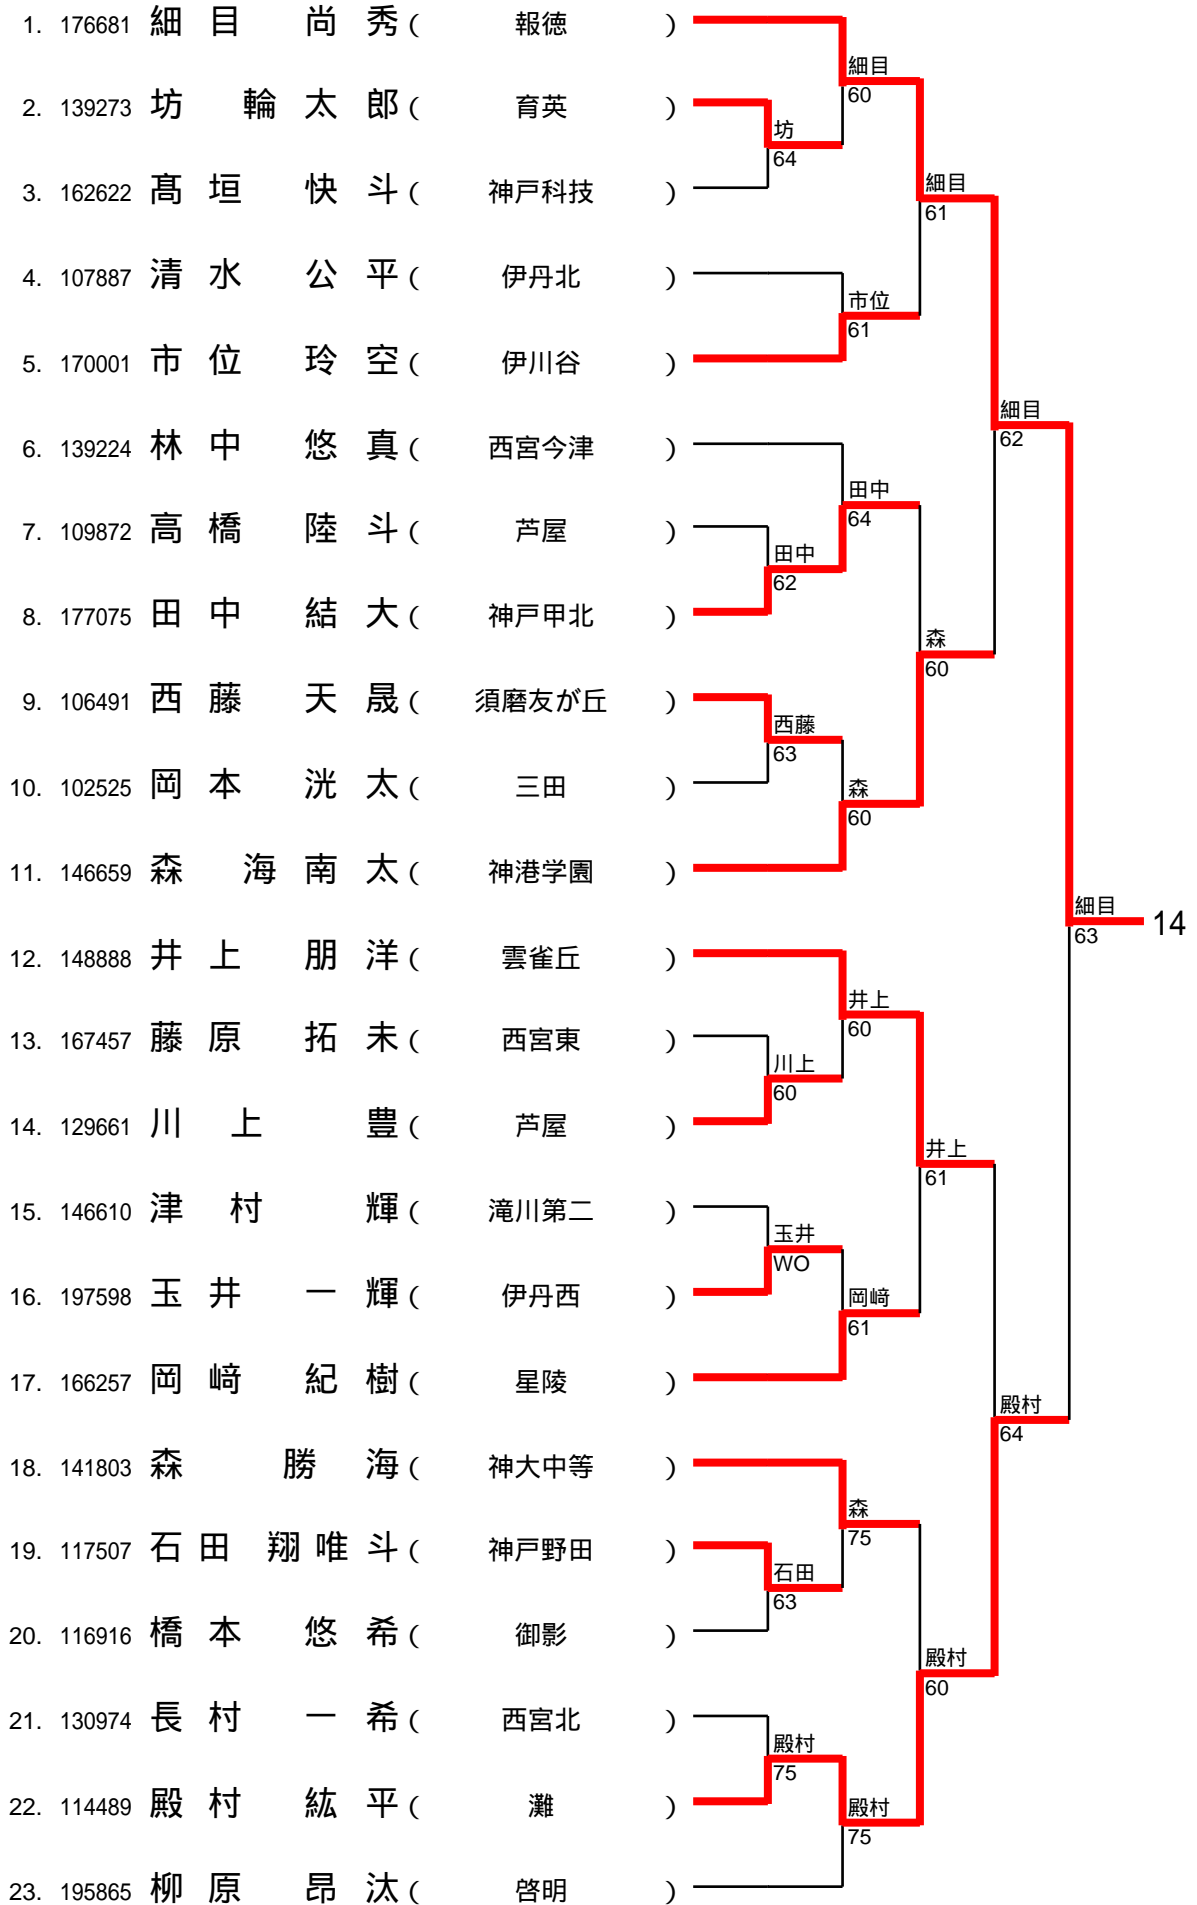 1. 176681 細目 尚秀 ( 報徳 )
細目
60
2. 139273 坊 輪太郎 ( 育英 )
坊
64
3. 162622 髙垣 快斗 ( 神戸科技 )
細目
61
4. 107887 清水 公平 ( 伊丹北 )
市位
61
5. 170001 市位 玲空 ( 伊川谷 )
細目
62
6. 139224 林中 悠真 ( 西宮今津 )
田中
64
7. 109872 高橋 陸斗 ( 芦屋 )
田中
62
8. 177075 田中 結大 ( 神戸甲北 )
森
60
9. 106491 西藤 天晟 ( 須磨友が丘 )
西藤
63
10. 102525 岡本 洸太 ( 三田 )
森
60
11. 146659 森 海南太 ( 神港学園 )
細目
63
14
12. 148888 井上 朋洋 ( 雲雀丘 )
井上
60
13. 167457 藤原 拓未 ( 西宮東 )
川上
60
14. 129661 川上 豊 ( 芦屋 )
井上
61
15. 146610 津村 輝 ( 滝川第二 )
玉井
WO
16. 197598 玉井 一輝 ( 伊丹西 )
岡﨑
61
17. 166257 岡﨑 紀樹 ( 星陵 )
殿村
64
18. 141803 森 勝海 ( 神大中等 )
森
75
19. 117507 石田 翔唯斗 ( 神戸野田 )
石田
63
20. 116916 橋本 悠希 ( 御影 )
殿村
60
21. 130974 長村 一希 ( 西宮北 )
殿村
75
22. 114489 殿村 紘平 ( 灘 )
殿村
75
23. 195865 柳原 昂汰 ( 啓明 )